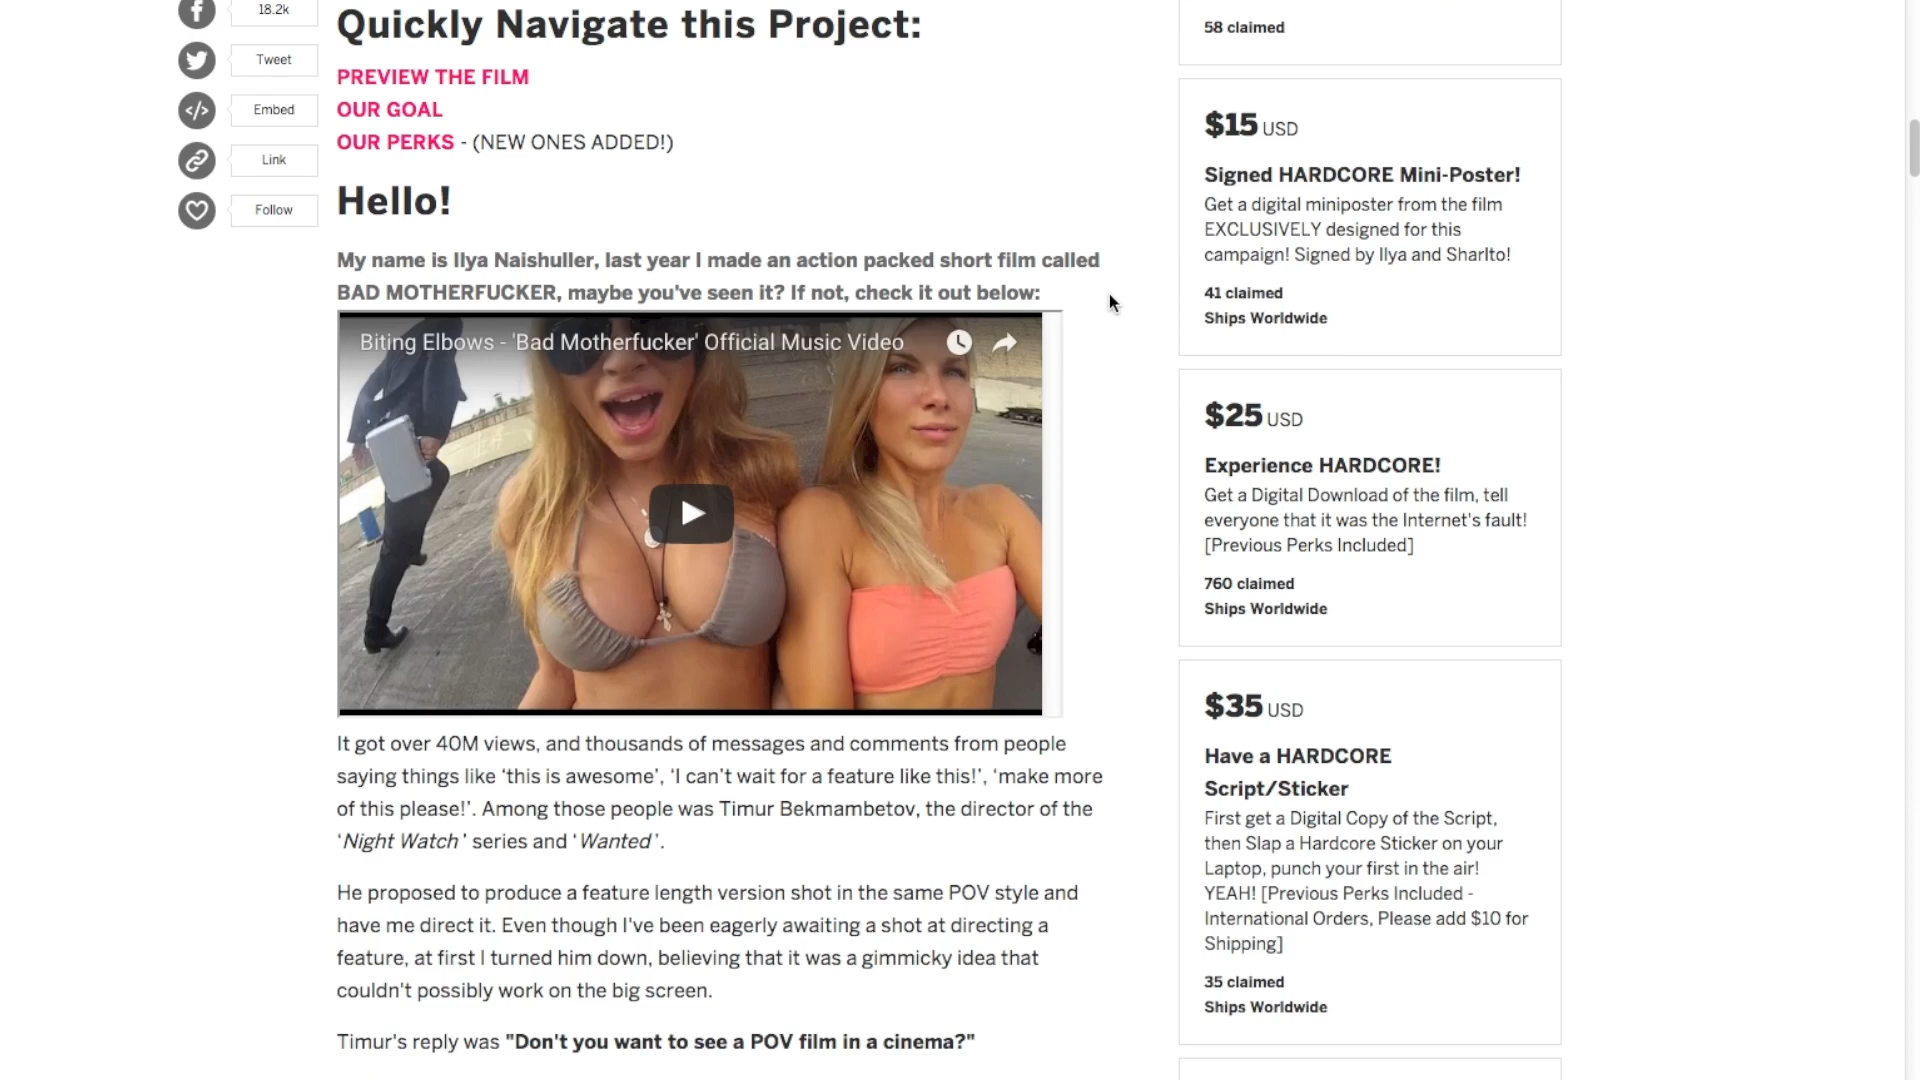 18.2k
Tweet
Embed
Link
Follow
Quickly Navigate this Project:
PREVIEW THE FILM
OUR GOAL
OUR PERKS - (NEW ONES ADDED!)
Hello!
My name is Ilya Naishuller, last year I made an action packed short film called
BAD MOTHERFUCKER, maybe you've seen it? If not, check it out below:
Biting Elbows - 'Bad Motherfucker' Official Music Video
It got over 40M views, and thousands of messages and comments from people
saying things like ‘this is awesome’, ‘I can’t wait for a feature like this!’, ‘make more
of this please!’. Among those people was Timur Bekmambetov, the director of the
‘Night Watch’ series and ‘Wanted’.
He proposed to produce a feature length version shot in the same POV style and
have me direct it. Even though I've been eagerly awaiting a shot at directing a
feature, at first I turned him down, believing that it was a gimmicky idea that
couldn't possibly work on the big screen.
Timur's reply was "Don't you want to see a POV film in a cinema?"
58 claimed
$15 USD
Signed HARDCORE Mini-Poster!
Get a digital miniposter from the film
EXCLUSIVELY designed for this
campaign! Signed by Ilya and Sharlto!
41 claimed
Ships Worldwide
$25 USD
Experience HARDCORE!
Get a Digital Download of the film, tell
everyone that it was the Internet's fault!
[Previous Perks Included]
760 claimed
Ships Worldwide
$35 USD
Have a HARDCORE
Script/Sticker
First get a Digital Copy of the Script,
then Slap a Hardcore Sticker on your
Laptop, punch your first in the air!
YEAH! [Previous Perks Included -
International Orders, Please add $10 for
Shipping]
35 claimed
Ships Worldwide